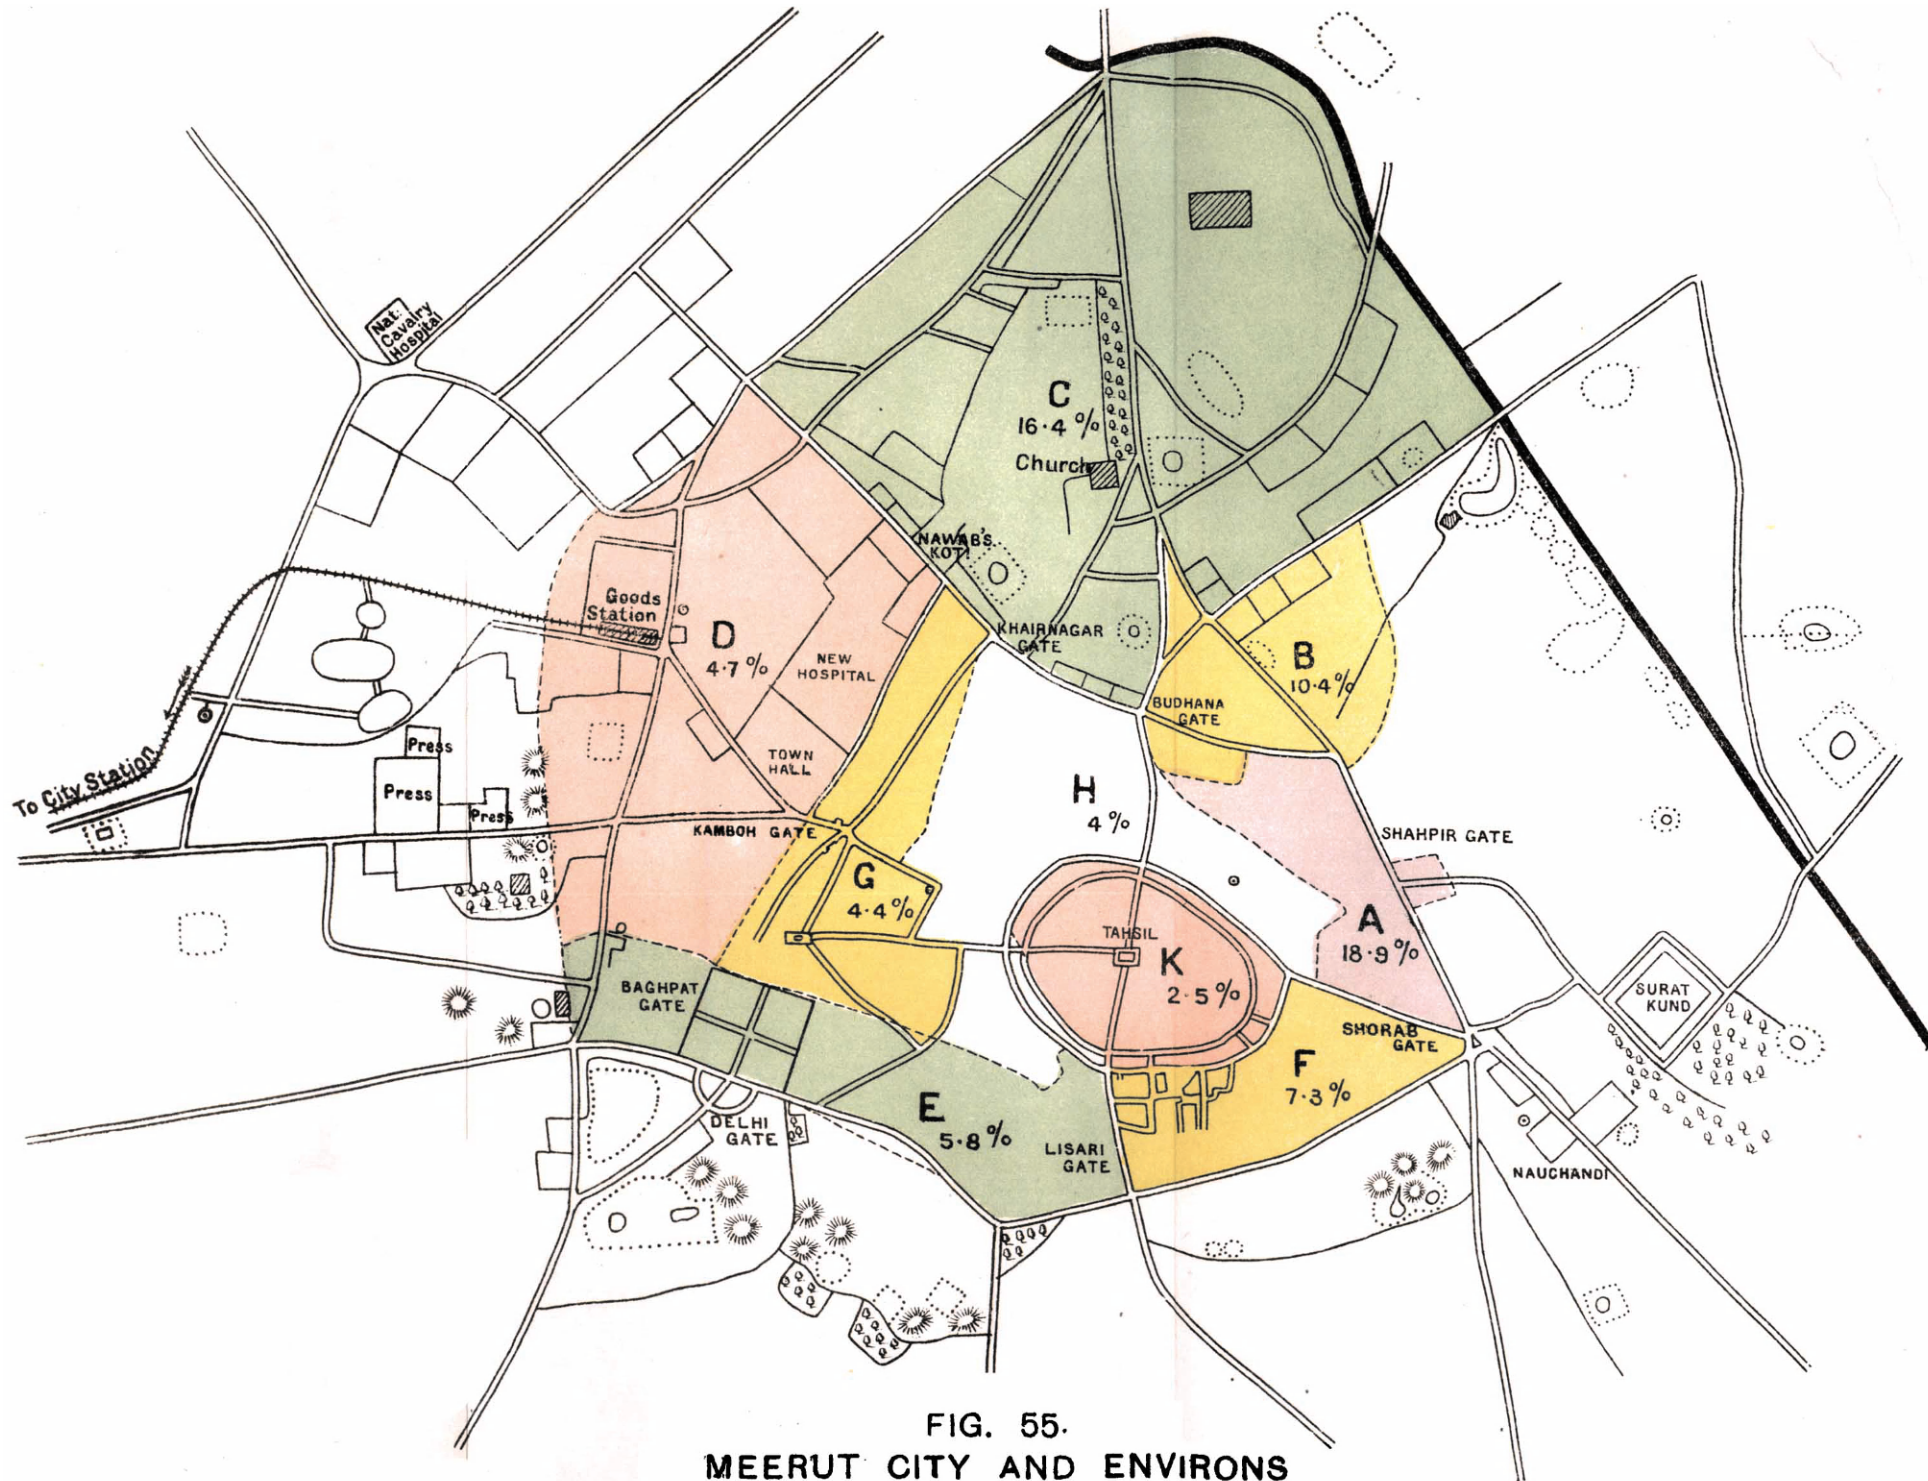 Nat:
Cavalry
Hospital
C
16·4 %
Church
NAWAB'S
KOTI
KHAIRNAGAR
GATE
Goods
Station
D
4·7 %
NEW
HOSPITAL
B
10·4 %
BUDHANA
GATE
TOWN
HALL
Press
Press
Press
To City Station
H
4 %
KAMBOH GATE
SHAHPIR GATE
G
4·4 %
A
18·9 %
TAHSIL
K
2·5 %
BAGHPAT
GATE
SURAT
KUND
SHORAB
GATE
F
7·3 %
E
5·8 %
DELHI
GATE
LISARI
GATE
NAUCHANDI
FIG. 55.
MEERUT CITY AND ENVIRONS